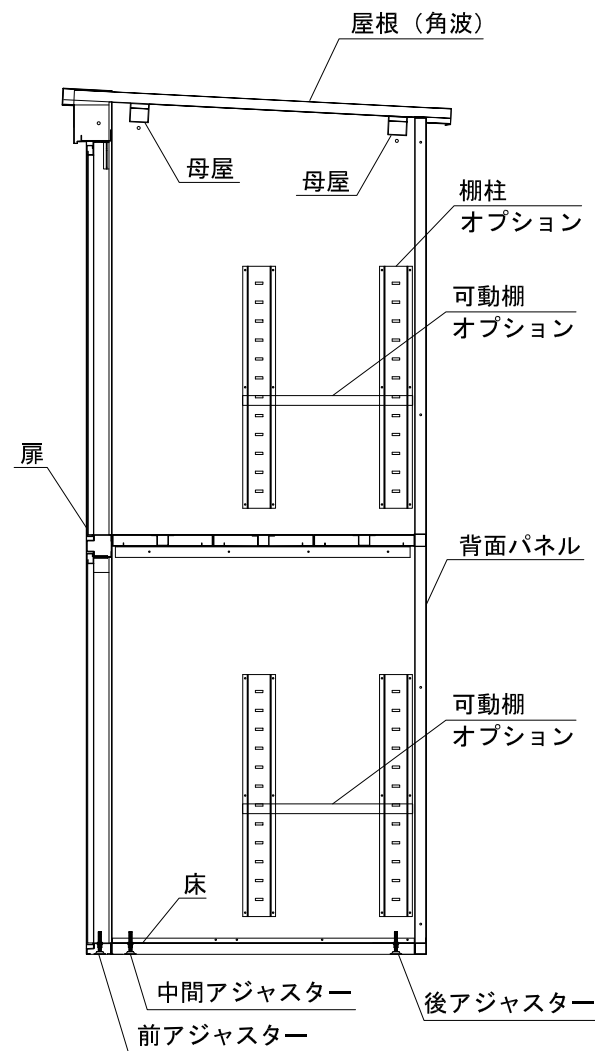 屋根（角波）
母屋
母屋
棚柱
オプション
可動棚
オプション
扉
背面パネル
可動棚
オプション
床
中間アジャスター
後アジャスター
前アジャスター